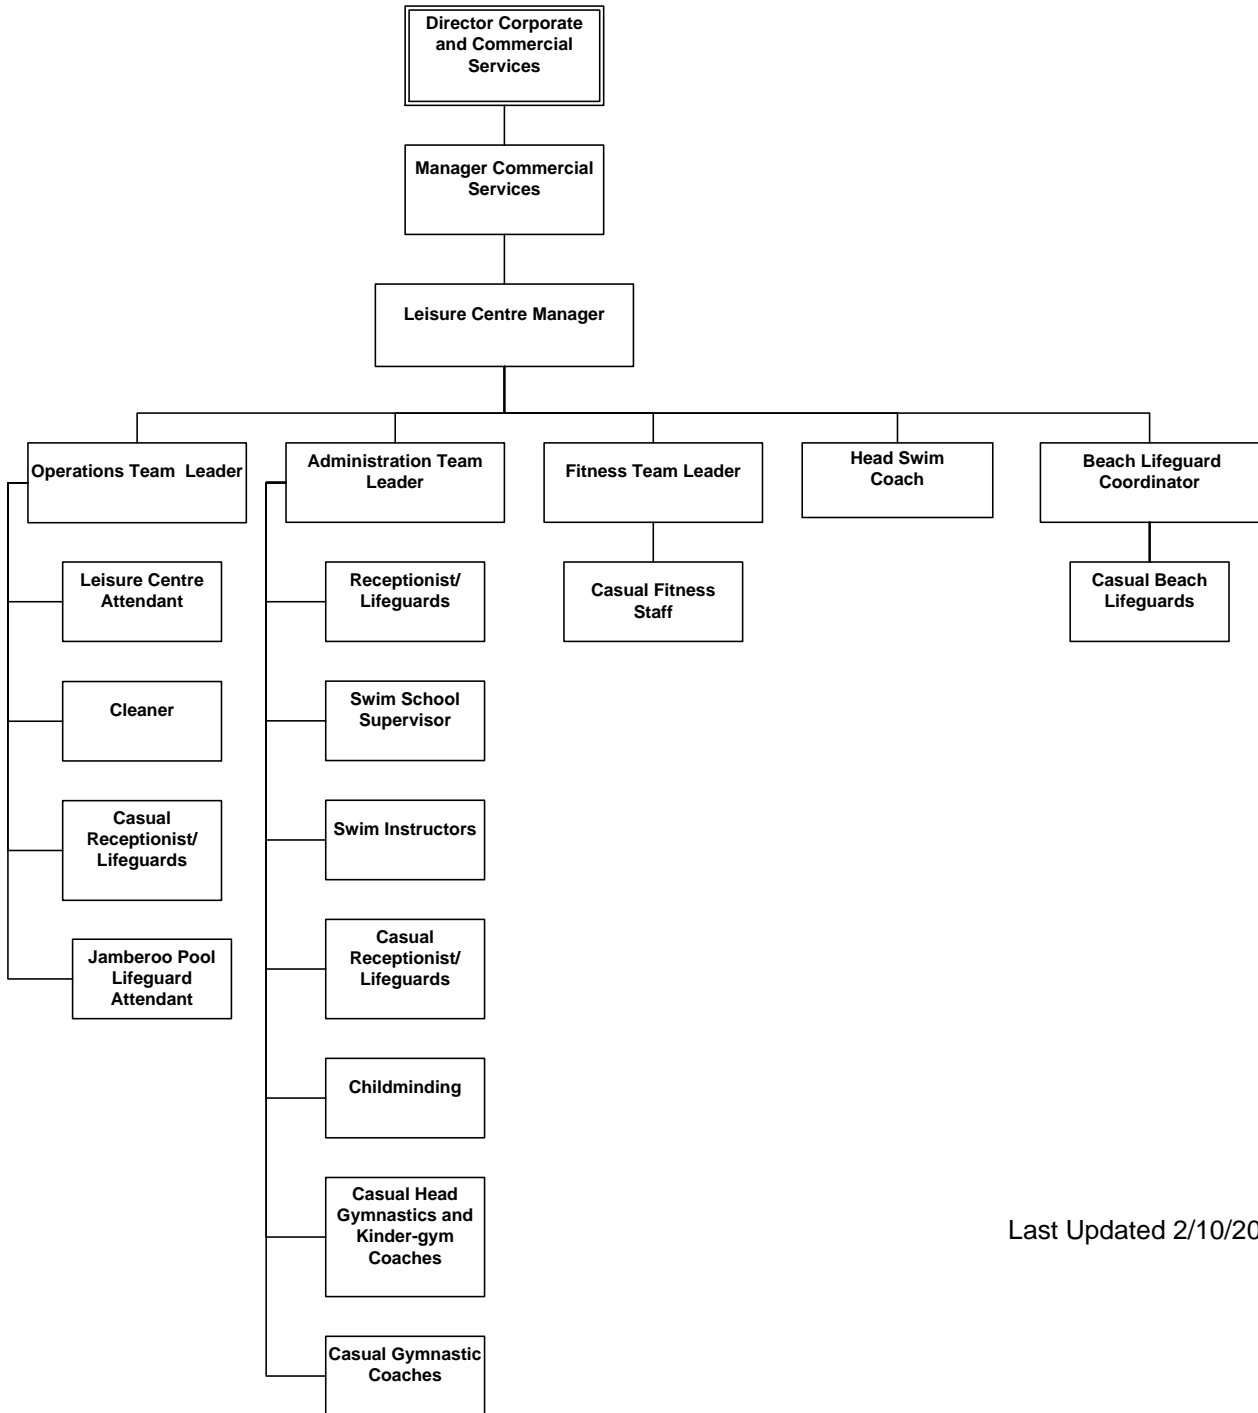 Director Corporate
and Commercial
Services
Manager Commercial
Services
Leisure Centre Manager
Operations Team  Leader
Administration Team
Leader
Fitness Team Leader
Head Swim
Coach
Beach Lifeguard
Coordinator
Leisure Centre
Attendant
Receptionist/
Lifeguards
Casual Fitness
Staff
Casual Beach
Lifeguards
Cleaner
Swim School
Supervisor
Casual
Receptionist/
Lifeguards
Swim Instructors
Jamberoo Pool
Lifeguard
Attendant
Casual
Receptionist/
Lifeguards
Childminding
Casual Head
Gymnastics and
Kinder-gym
Coaches
Last Updated
Casual Gymnastic
Coaches